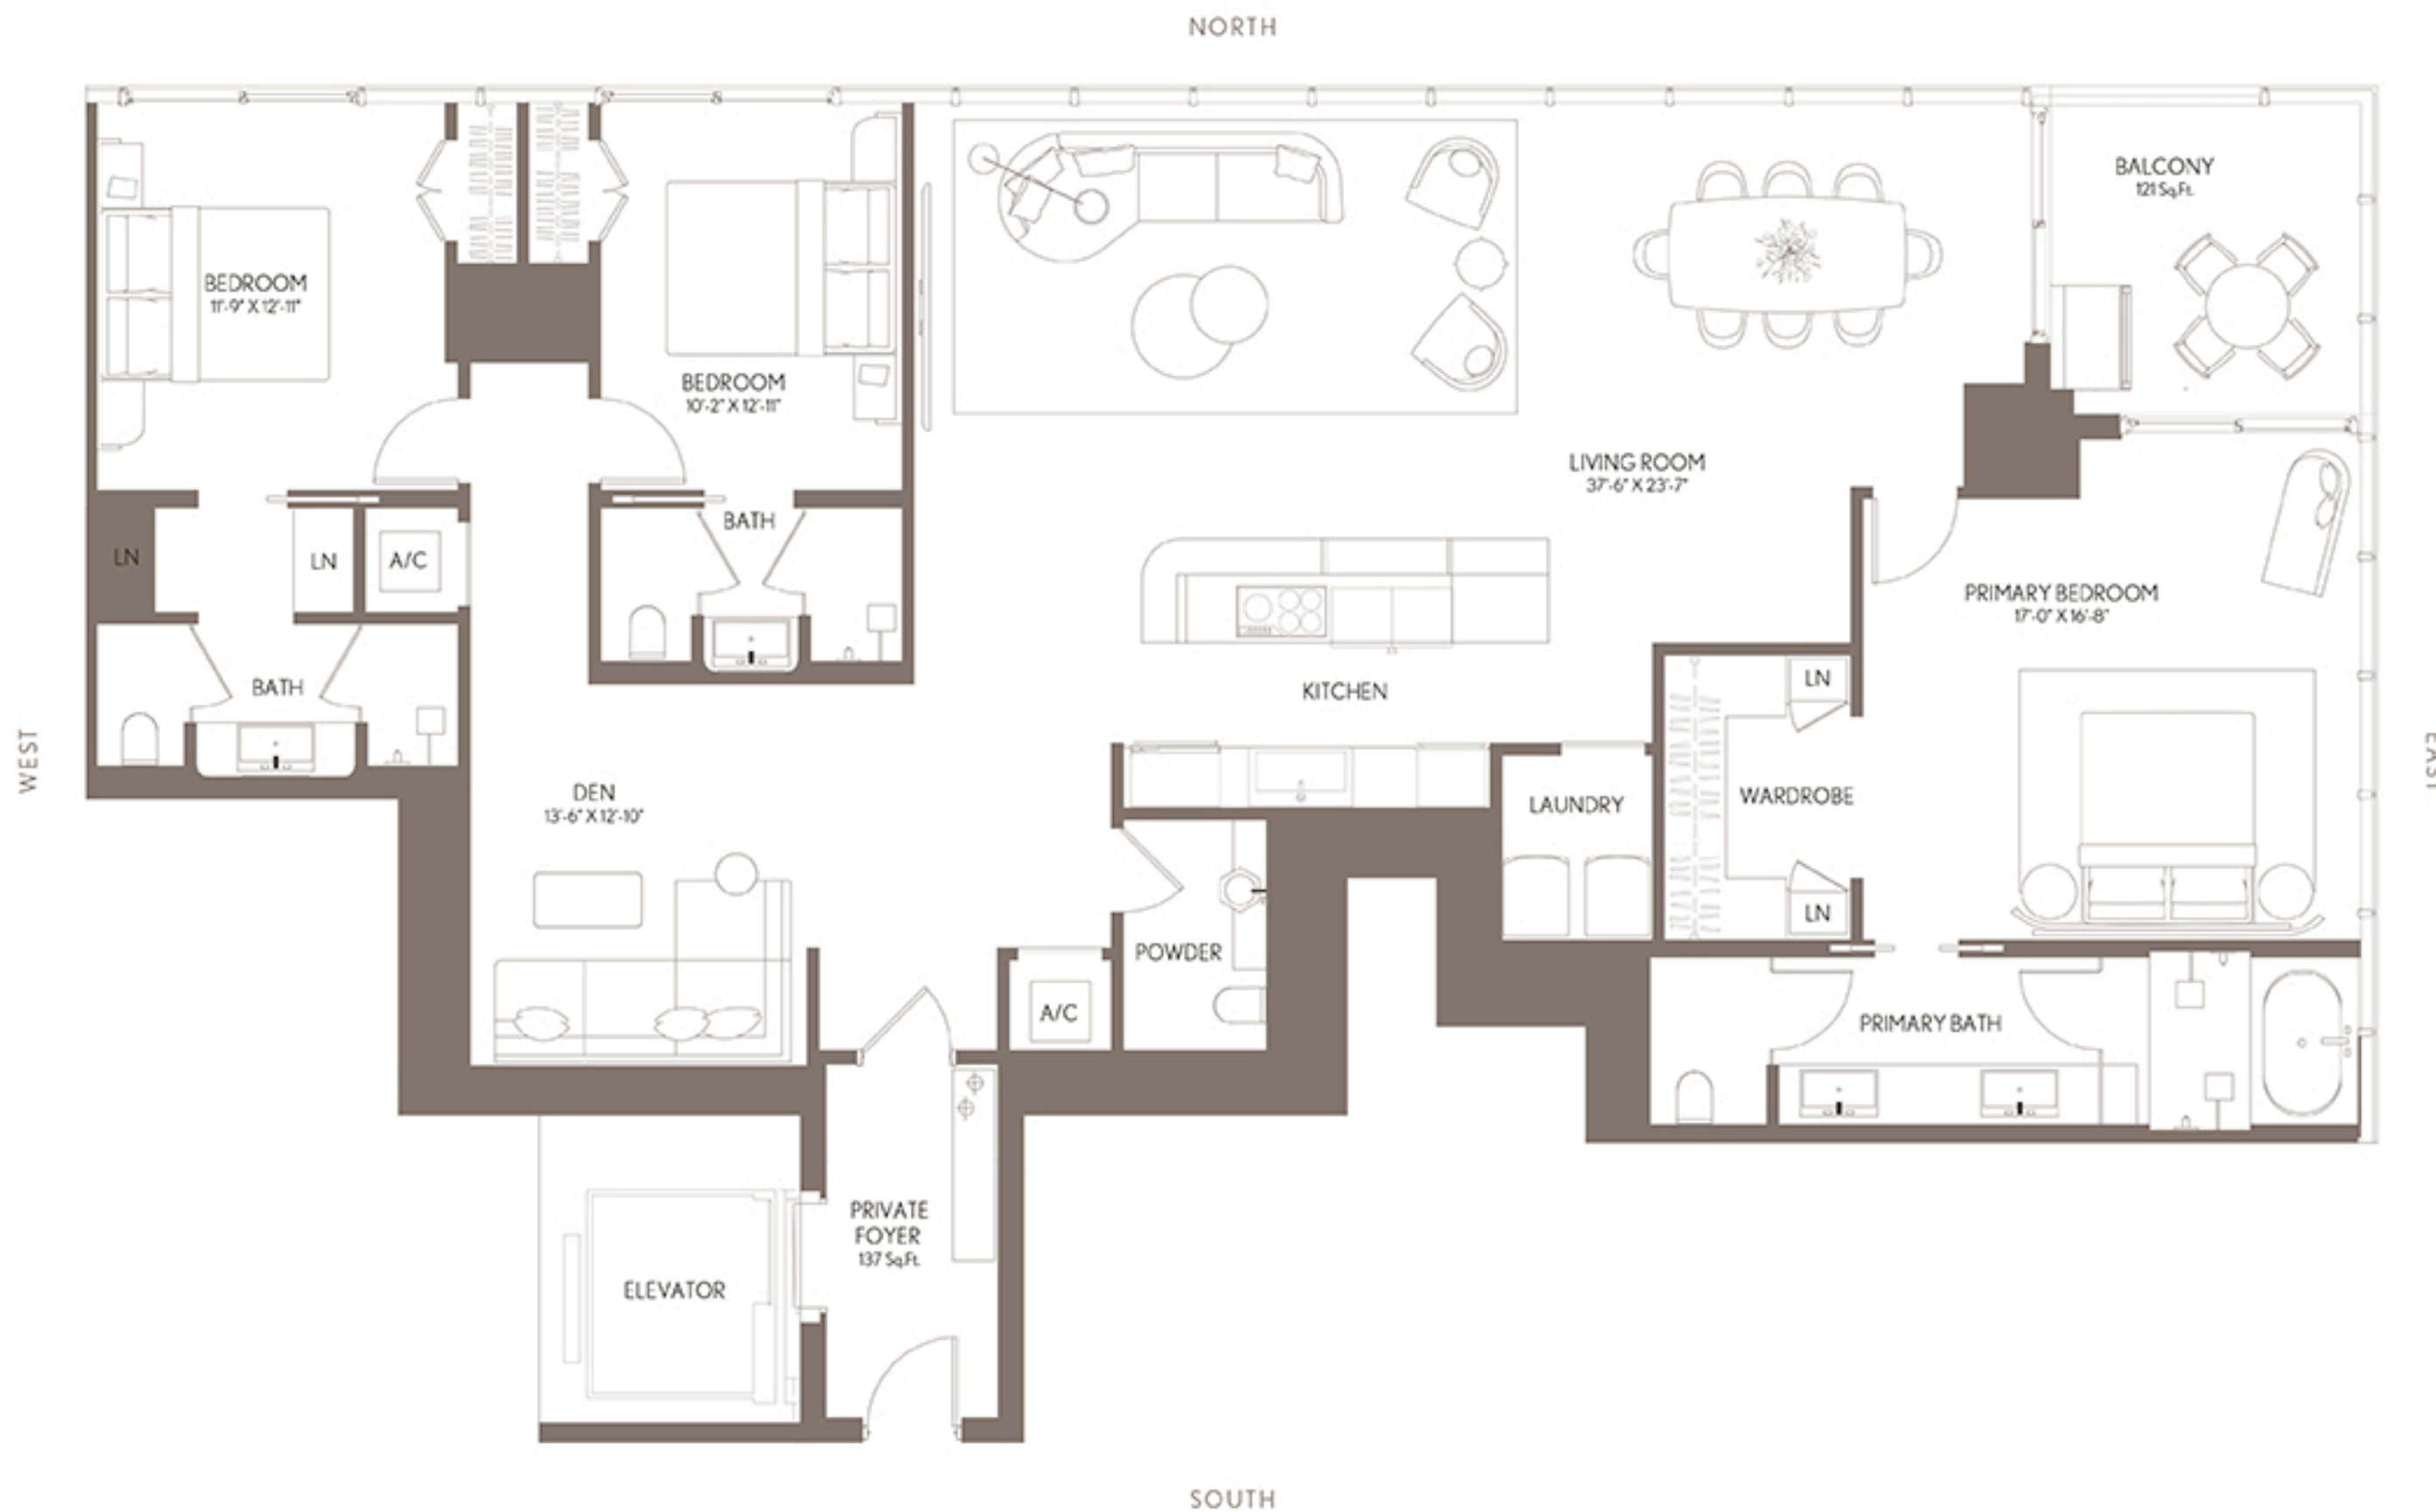 NORTH
BALCONY
121 Sq.Ft.
BEDROOM
11'-9" X 12'-11"
BEDROOM
10'-2" X 12'-11"
LIVING ROOM
37'-6" X 23'-7"
BATH
LN
LN
A/C
PRIMARY BEDROOM
17'-0" X 16'-8"
BATH
KITCHEN
LN
WEST
EAST
DEN
13'-6" X 12'-10"
LAUNDRY
WARDROBE
LN
POWDER
A/C
PRIMARY BATH
PRIVATE
FOYER
137 Sq.Ft.
ELEVATOR
SOUTH